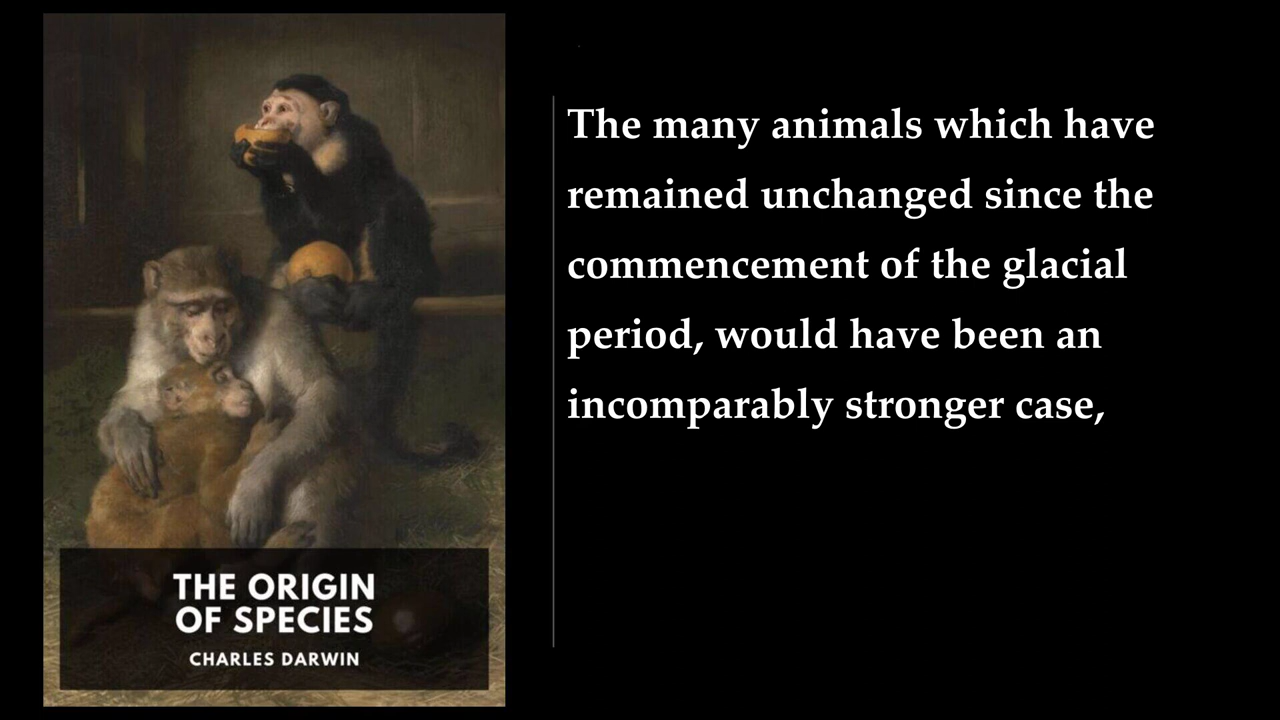 THE ORIGIN
OF SPECIES
CHARLES DARWIN
The many animals which have
remained unchanged since the
commencement of the glacial
period, would have been an
incomparably stronger case,